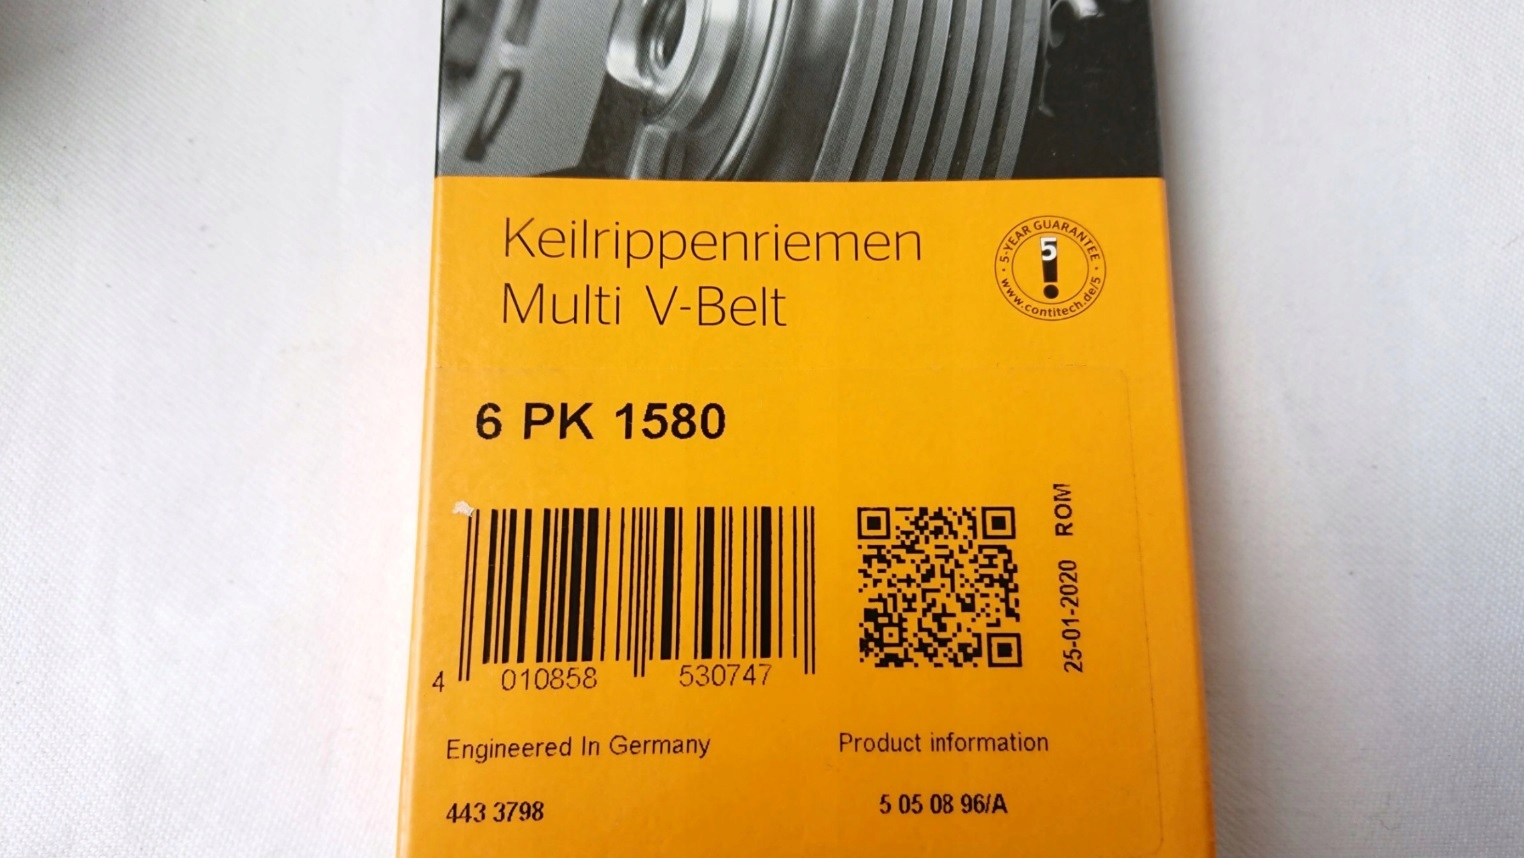 Keilrippenriemen
Multi V-Belt
• 5-YEAR GUARANTEE •
5
www.contitech.de/5
6 PK 1580
4 010858 530747
25-01-2020 ROM
Engineered In Germany
Product information
443 3798
5 05 08 96/A